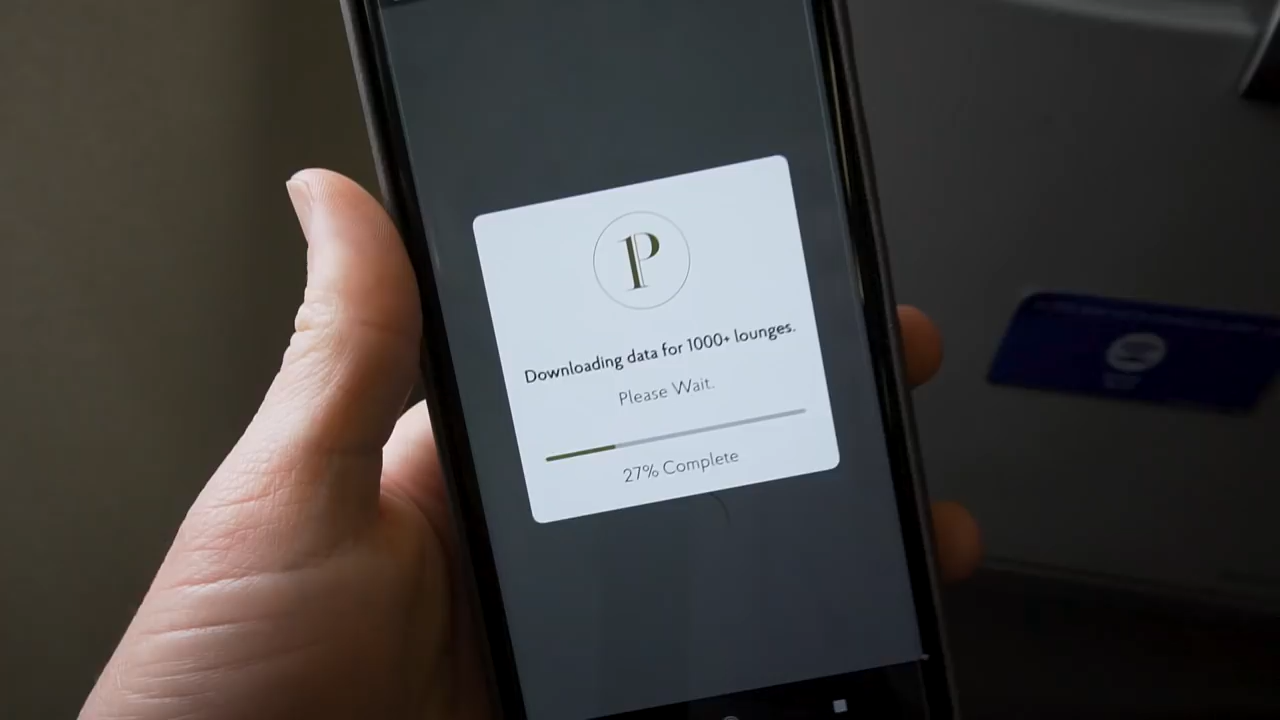 P
Downloading data for 1000+ lounges.
Please Wait.
27% Complete